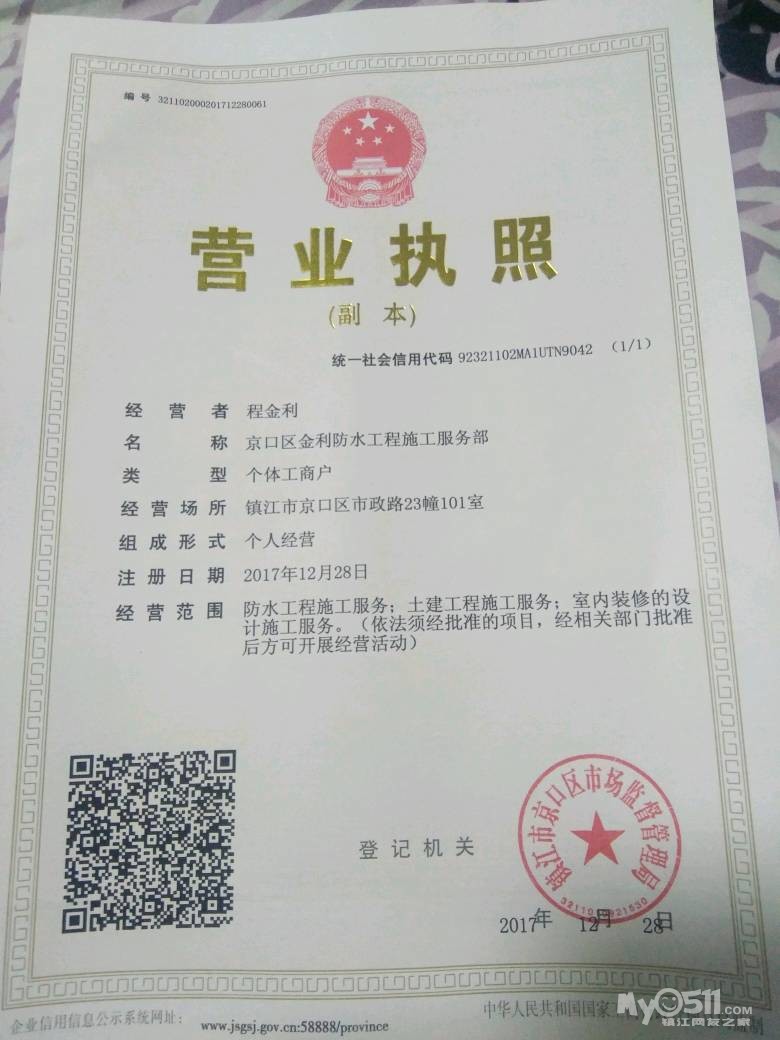 编 号 321102000201712280061
营业执照
(副 本)
统一社会信用代码 92321102MA1UTN9042 (1/1)
经营者 程金利
名称 京口区金利防水工程施工服务部
类型 个体工商户
经营场所 镇江市京口区市政路23幢101室
组成形式 个人经营
注册日期 2017年12月28日
经营范围 防水工程施工服务；土建工程施工服务；室内装修的设
计施工服务。（依法须经批准的项目，经相关部门批准
后方可开展经营活动）
镇江市京口区市场监督管理局
登记机关
2017年 12月 28日
企业信用信息公示系统网址：
www.jsgsj.gov.cn:58888/province
中华人民共和国国家
My0511.COM
镇江网友之家